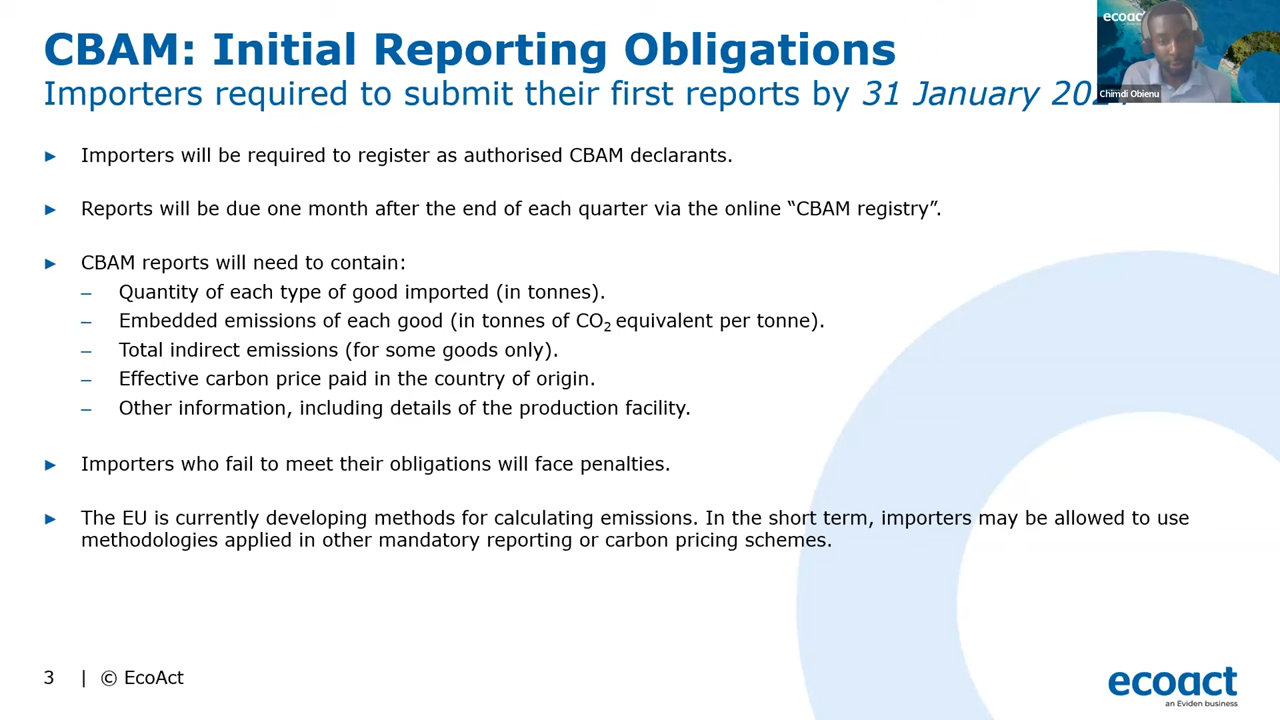 CBAM: Initial Reporting Obligations
Importers required to submit their first reports by 31 January
ecoact
Chimdi Obienu
► Importers will be required to register as authorised CBAM declarants.
► Reports will be due one month after the end of each quarter via the online “CBAM registry”.
► CBAM reports will need to contain:
– Quantity of each type of good imported (in tonnes).
– Embedded emissions of each good (in tonnes of CO₂ equivalent per tonne).
– Total indirect emissions (for some goods only).
– Effective carbon price paid in the country of origin.
– Other information, including details of the production facility.
► Importers who fail to meet their obligations will face penalties.
► The EU is currently developing methods for calculating emissions. In the short term, importers may be allowed to use
methodologies applied in other mandatory reporting or carbon pricing schemes.
3 | © EcoAct
ecoact
an Eviden business